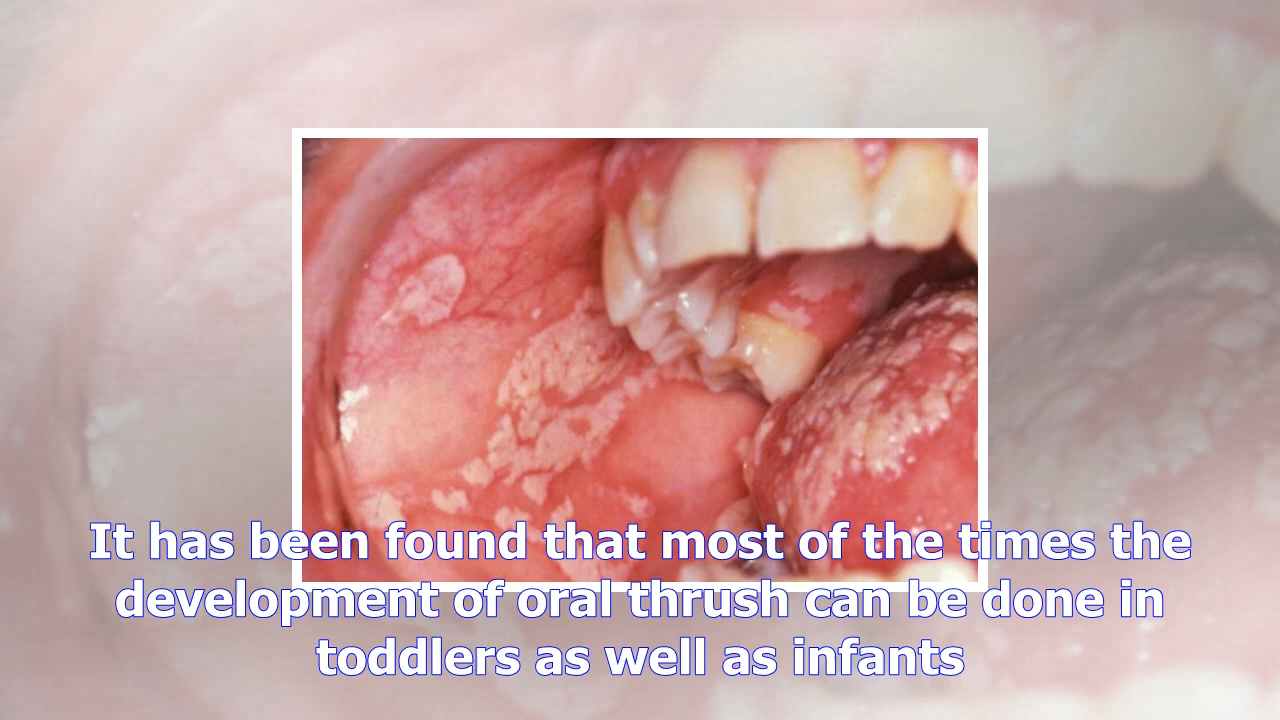 It has been found that most of the times the
development of oral thrush can be done in
toddlers as well as infants